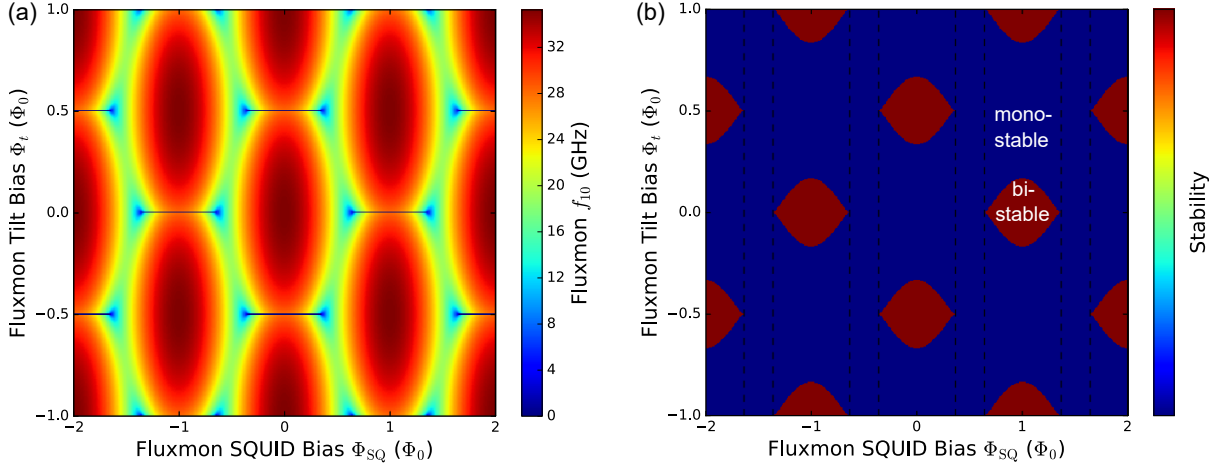 (a)
1.0
0.5
0.0
−0.5
−1.0
Fluxmon Tilt Bias Φt (Φ0)
−2
−1
0
1
2
Fluxmon SQUID Bias ΦSQ (Φ0)
32
28
24
20
16
12
8
4
0
Fluxmon f10 (GHz)
(b)
1.0
0.5
0.0
−0.5
−1.0
Fluxmon Tilt Bias Φt (Φ0)
mono-
stable
bi-
stable
−2
−1
0
1
2
Fluxmon SQUID Bias ΦSQ (Φ0)
Stability